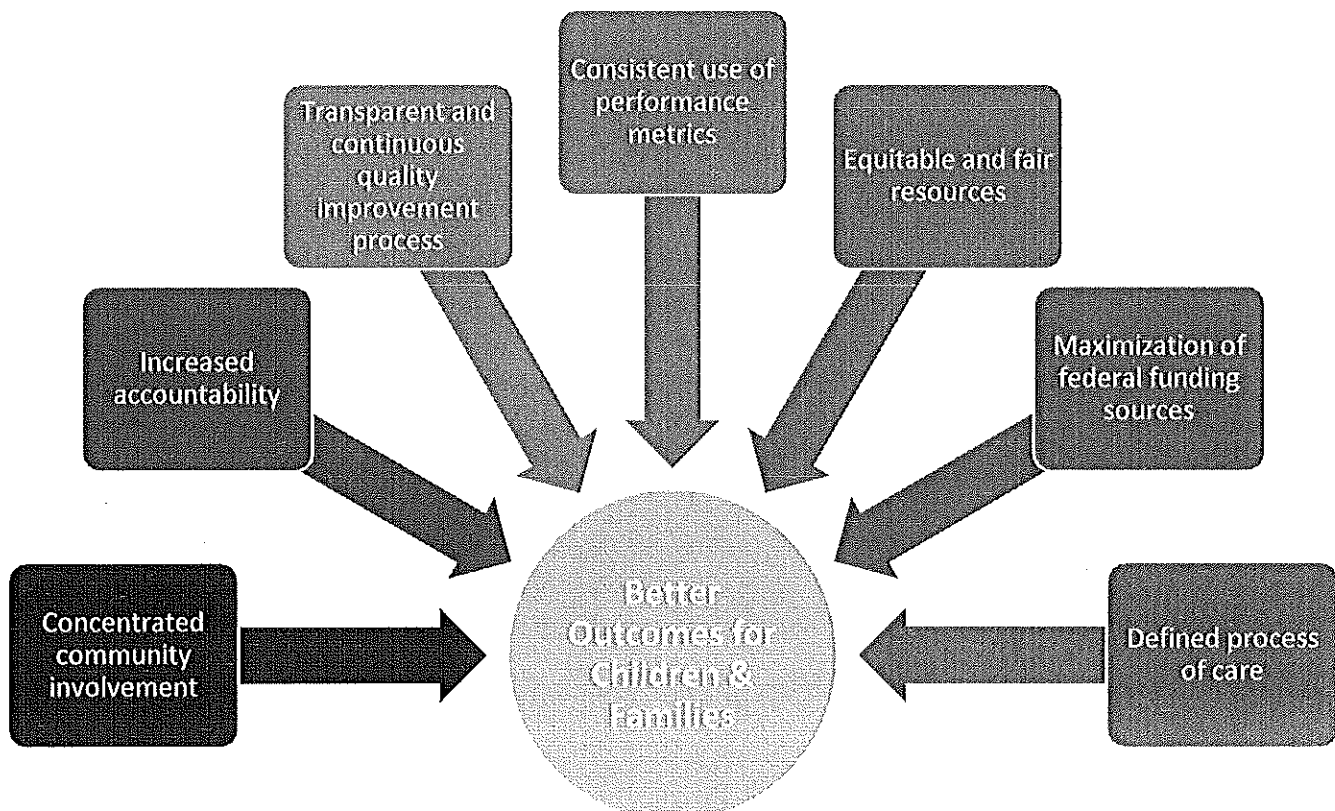 Consistent use of
performance
metrics
Transparent and
continuous
quality
improvement
process
Equitable and fair
resources
Increased
accountability
Maximization of
federal funding
sources
Concentrated
community
involvement
Better
Outcomes for
Children &
Families
Defined process
of care